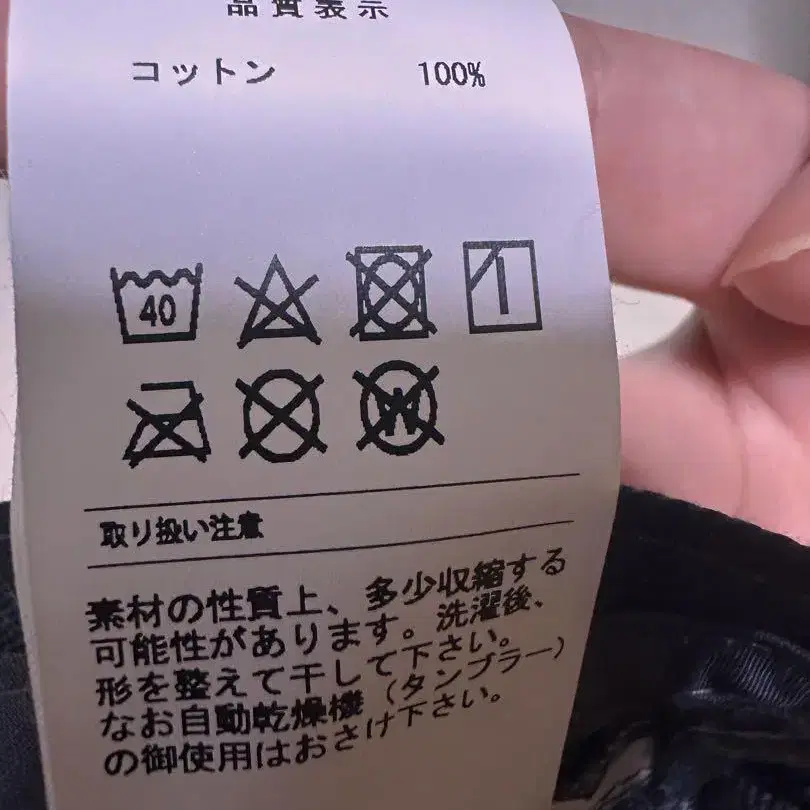 品質表示
コットン 100%
40
W
取り扱い注意
素材の性質上、多少収縮する
可能性があります。洗濯後、
形を整えて干して下さい。
なお自動乾燥機（タンブラー）
の御使用はおさけ下さい。